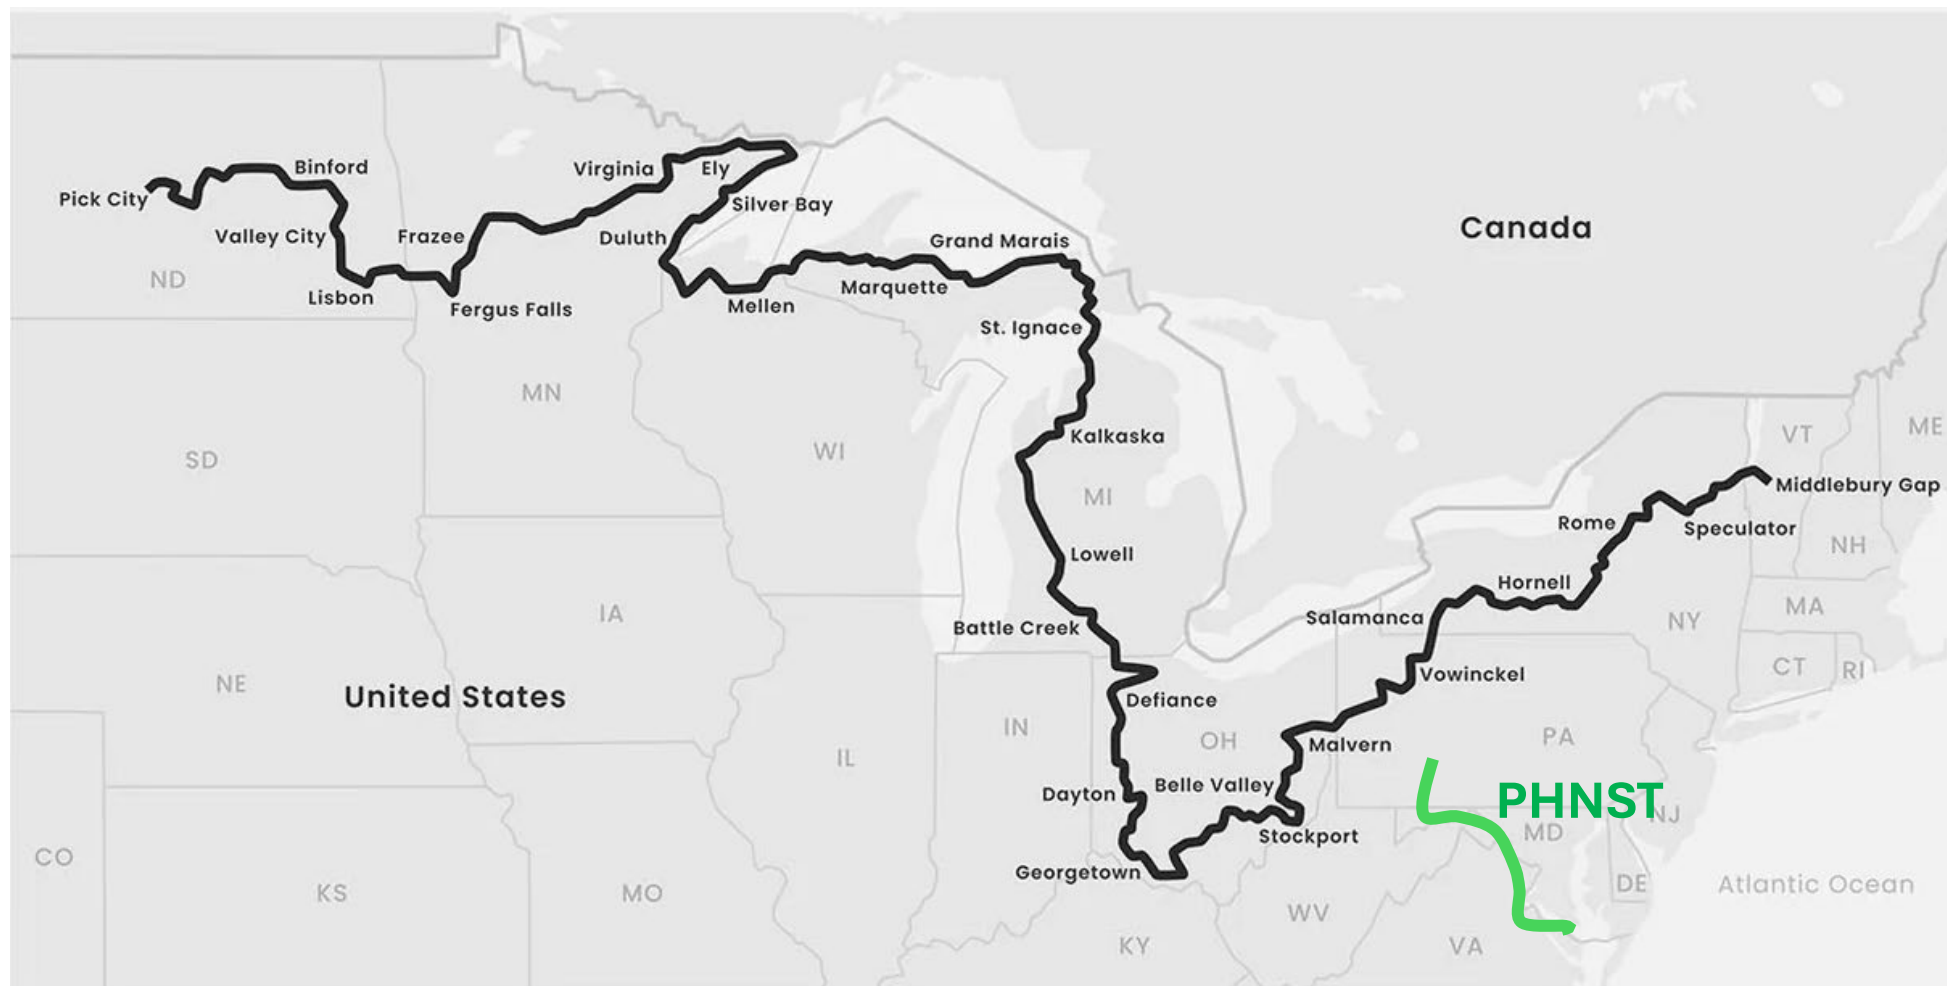 Canada
United States
Atlantic Ocean
Pick City
Binford
Valley City
Lisbon
Frazee
Fergus Falls
Virginia
Ely
Silver Bay
Duluth
Mellen
Marquette
Grand Marais
St. Ignace
Kalkaska
Lowell
Battle Creek
Defiance
Dayton
Georgetown
Stockport
Belle Valley
Malvern
Vowinckel
Salamanca
Hornell
Rome
Speculator
Middlebury Gap
PHNST
ND
SD
NE
CO
KS
MN
IA
MO
WI
IL
MI
IN
OH
KY
WV
VA
PA
MD
DE
NJ
NY
VT
NH
ME
MA
CT
RI